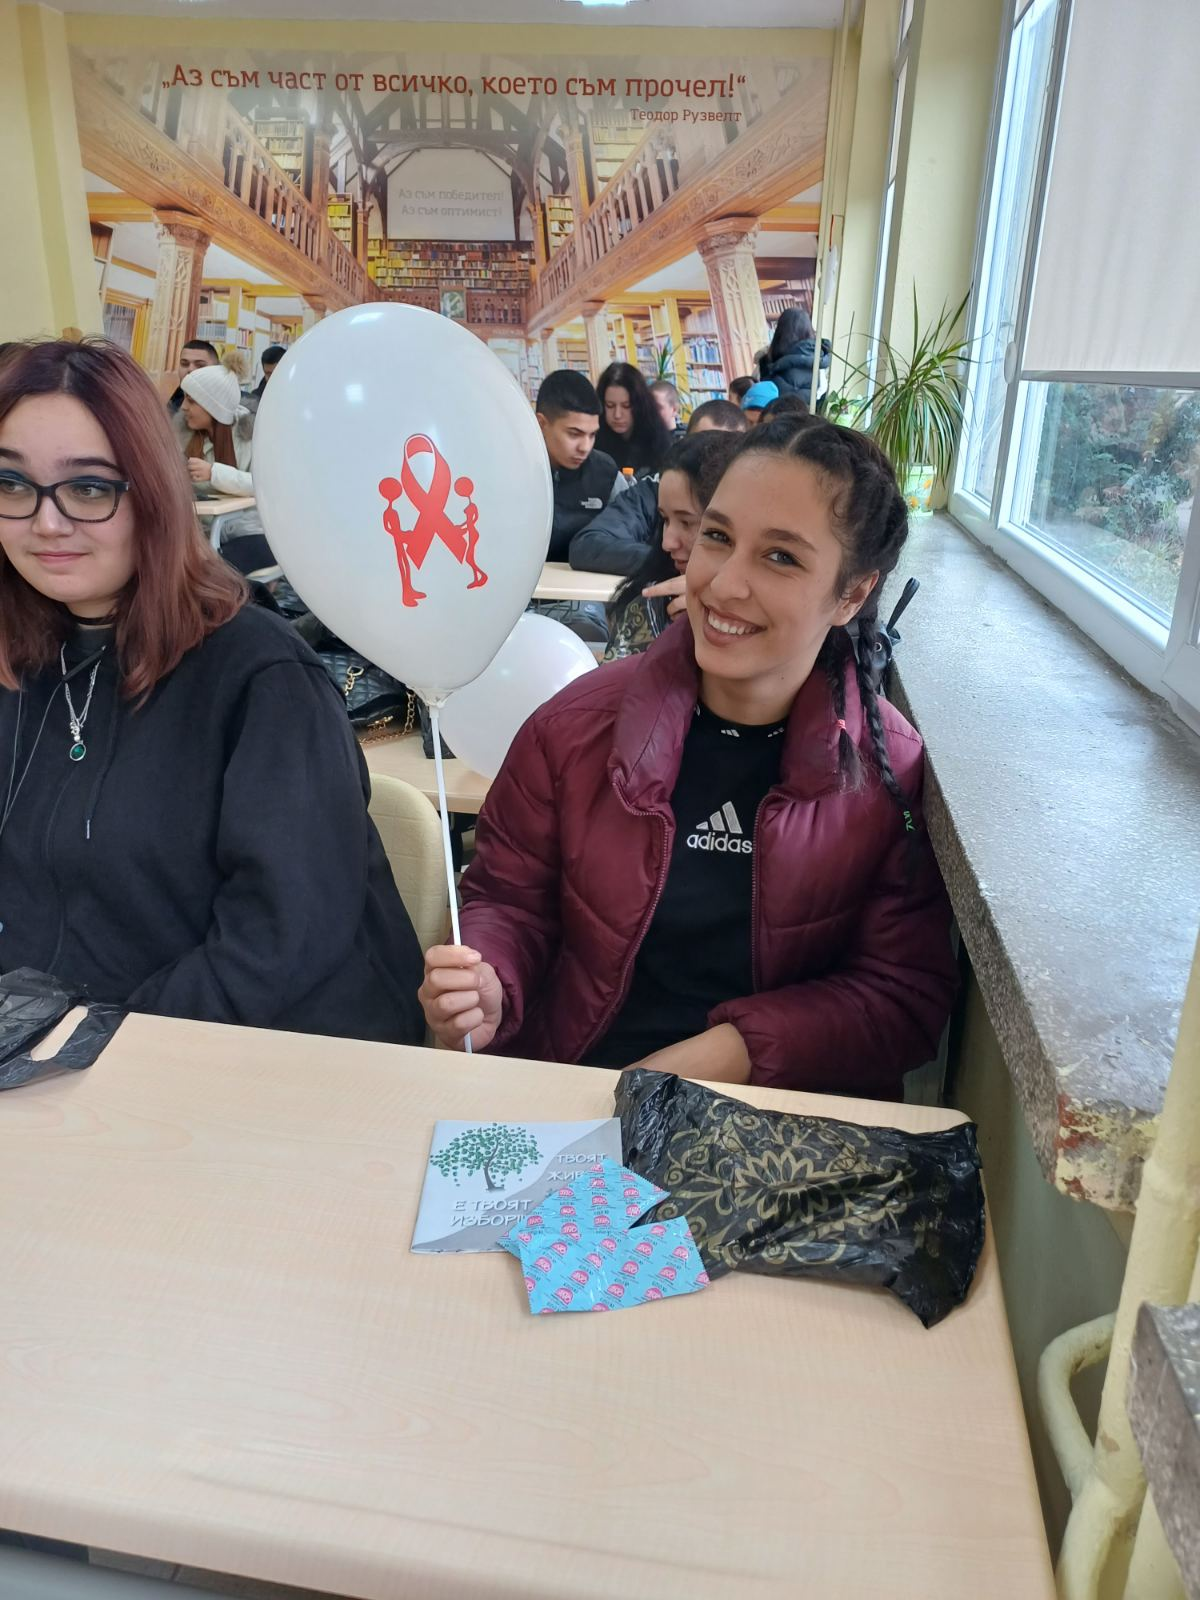 „Аз съм част от всичко, което съм прочел!“
Теодор Рузвелт
Аз съм победител!
Аз съм оптимист!
adidas
ТВОЯТ
Е ТВОЯТ
ИЗБОР!